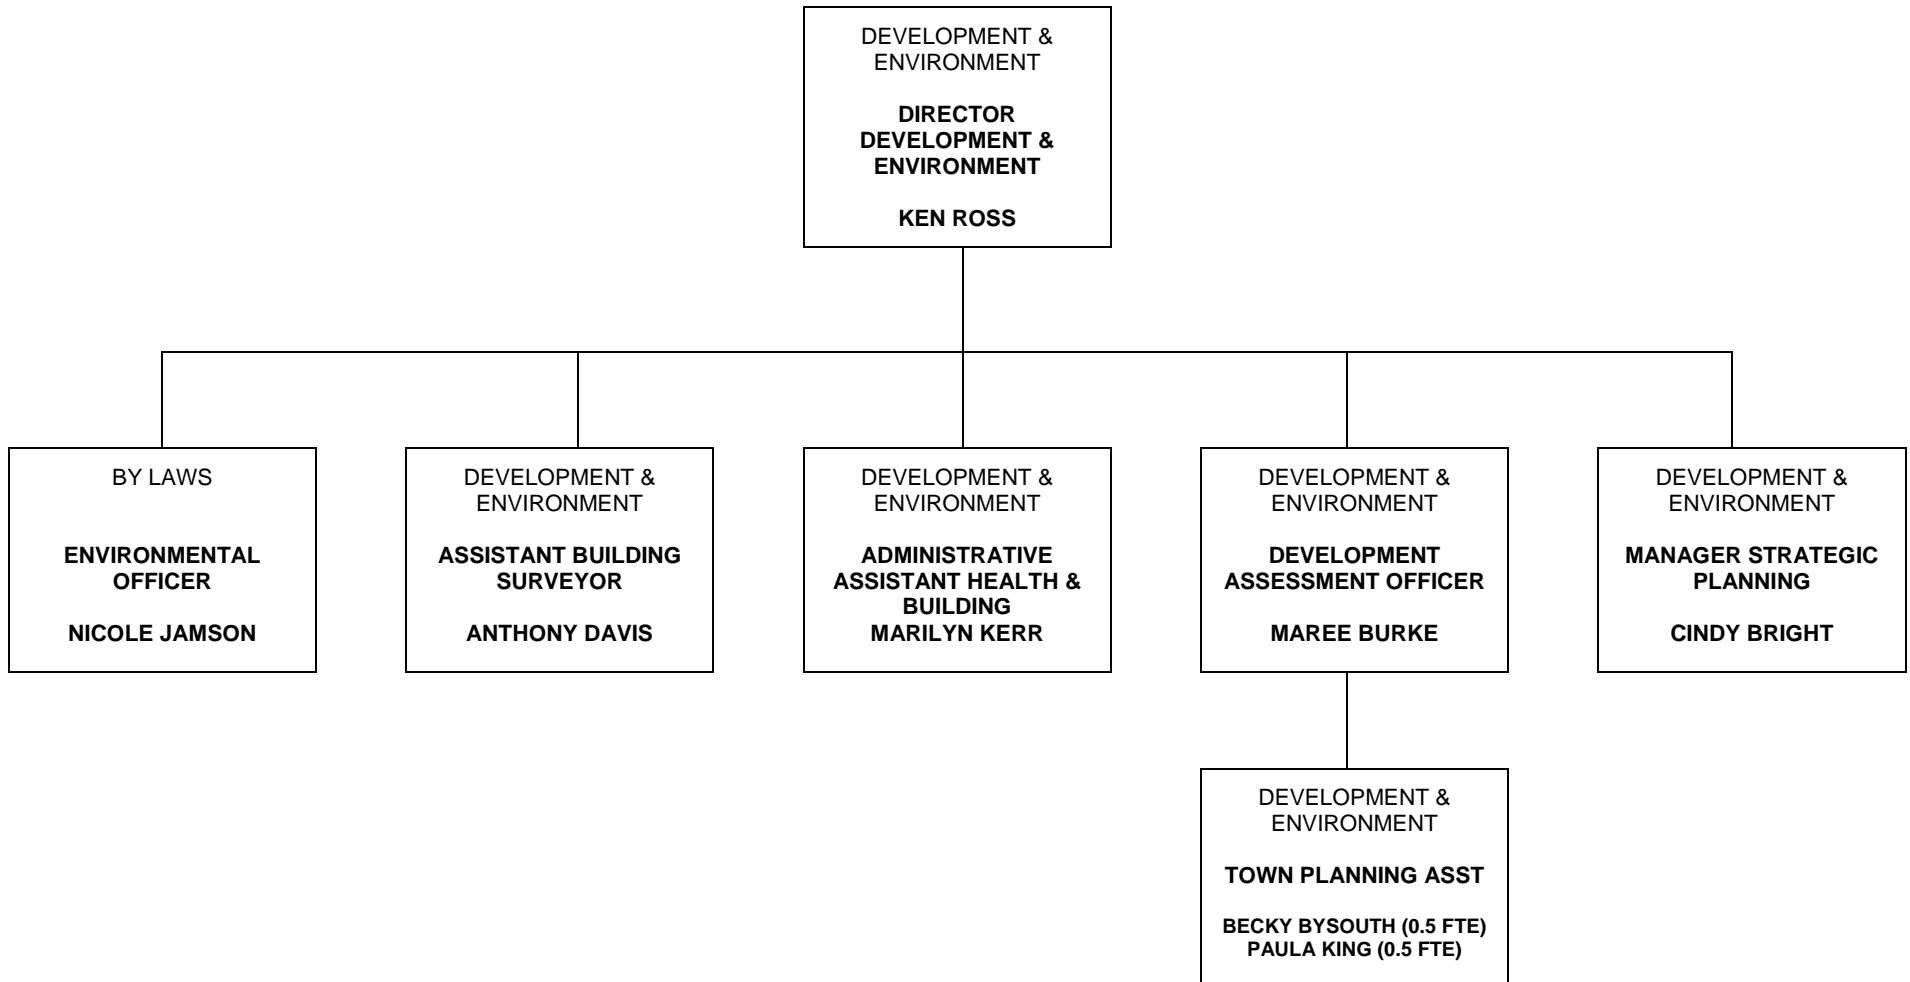 DEVELOPMENT &
ENVIRONMENT
DIRECTOR
DEVELOPMENT &
ENVIRONMENT
KEN ROSS
BY LAWS
ENVIRONMENTAL
OFFICER
NICOLE JAMSON
DEVELOPMENT &
ENVIRONMENT
ASSISTANT BUILDING
SURVEYOR
ANTHONY DAVIS
DEVELOPMENT &
ENVIRONMENT
ADMINISTRATIVE
ASSISTANT HEALTH &
BUILDING
MARILYN KERR
DEVELOPMENT &
ENVIRONMENT
DEVELOPMENT
ASSESSMENT OFFICER
MAREE BURKE
DEVELOPMENT &
ENVIRONMENT
MANAGER STRATEGIC
PLANNING
CINDY BRIGHT
DEVELOPMENT &
ENVIRONMENT
TOWN PLANNING ASST
BECKY BYSOUTH (0.5 FTE)
PAULA KING (0.5 FTE)